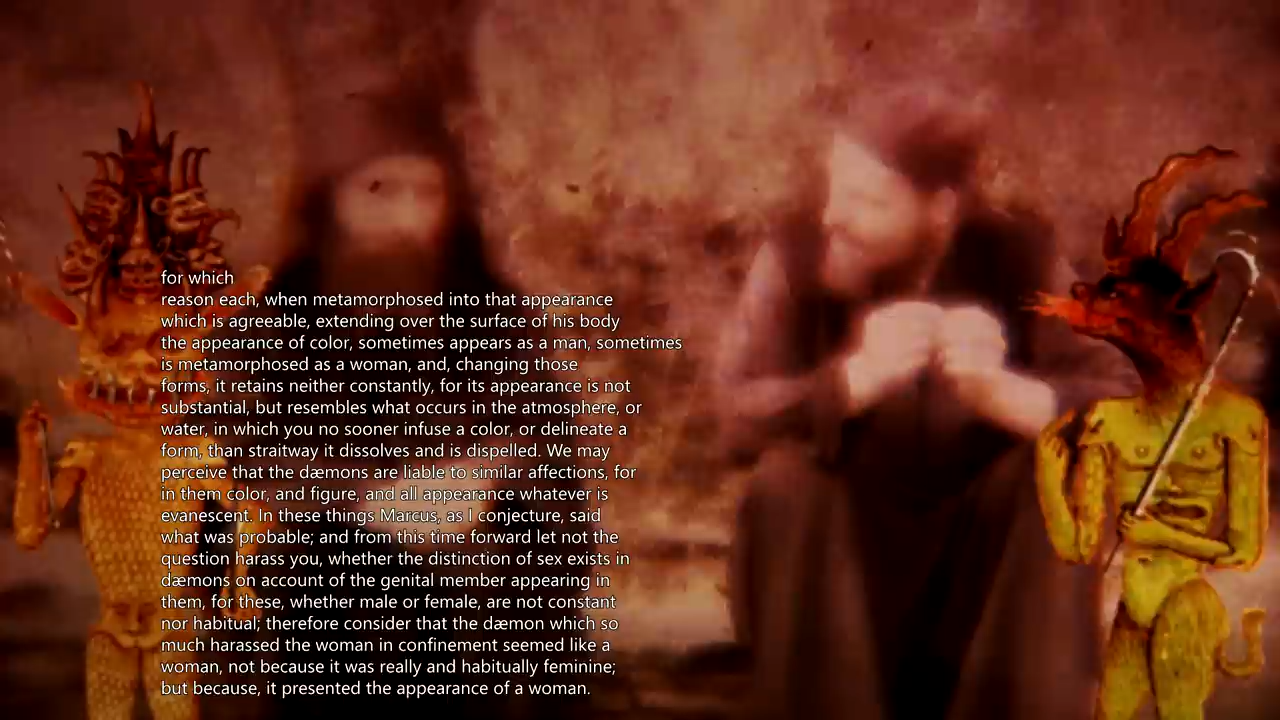 for which
reason each, when metamorphosed into that appearance
which is agreeable, extending over the surface of his body
the appearance of color, sometimes appears as a man, sometimes
is metamorphosed as a woman, and, changing those
forms, it retains neither constantly, for its appearance is not
substantial, but resembles what occurs in the atmosphere, or
water, in which you no sooner infuse a color, or delineate a
form, than straitway it dissolves and is dispelled. We may
perceive that the dæmons are liable to similar affections, for
in them color, and figure, and all appearance whatever is
evanescent. In these things Marcus, as I conjecture, said
what was probable; and from this time forward let not the
question harass you, whether the distinction of sex exists in
dæmons on account of the genital member appearing in
them, for these, whether male or female, are not constant
nor habitual; therefore consider that the dæmon which so
much harassed the woman in confinement seemed like a
woman, not because it was really and habitually feminine;
but because, it presented the appearance of a woman.